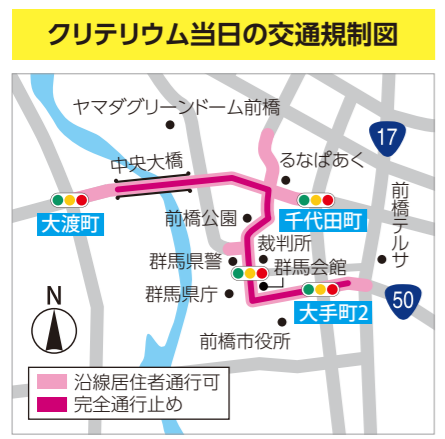 クリテリウム当日の交通規制図
ヤマダグリーンドーム前橋
17
中央大橋
るなぱあく
大渡町
前橋公園
千代田町
前橋テルサ
裁判所
群馬県警
群馬会館
群馬県庁
N
50
大手町2
前橋市役所
沿線居住者通行可
完全通行止め